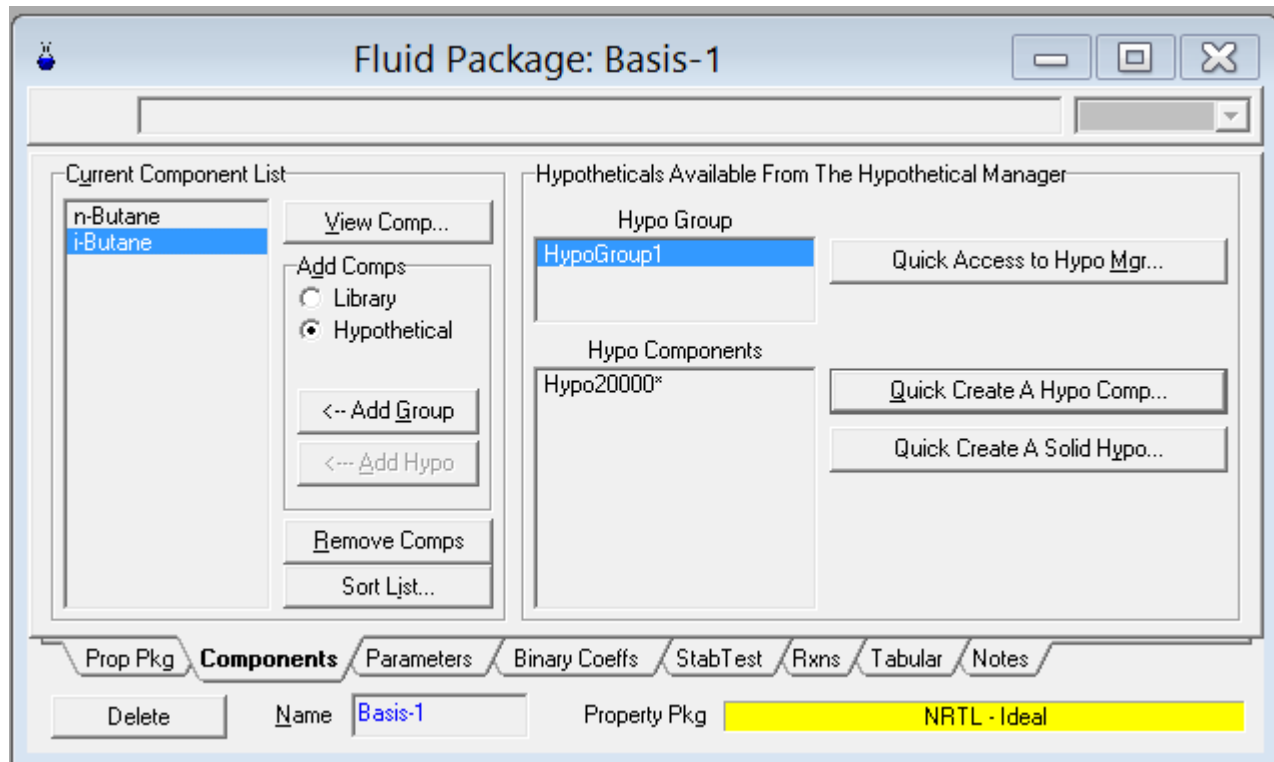 Fluid Package: Basis-1
Current Component List
n-Butane
i-Butane
View Comp...
Add Comps
Library
Hypothetical
<-- Add Group
<--- Add Hypo
Remove Comps
Sort List...
Hypotheticals Available From The Hypothetical Manager
Hypo Group
HypoGroup1
Quick Access to Hypo Mgr...
Hypo Components
Hypo20000*
Quick Create A Hypo Comp...
Quick Create A Solid Hypo...
Prop Pkg Components Parameters Binary Coeffs StabTest Rxns Tabular Notes
Delete Name Basis-1 Property Pkg NRTL - Ideal